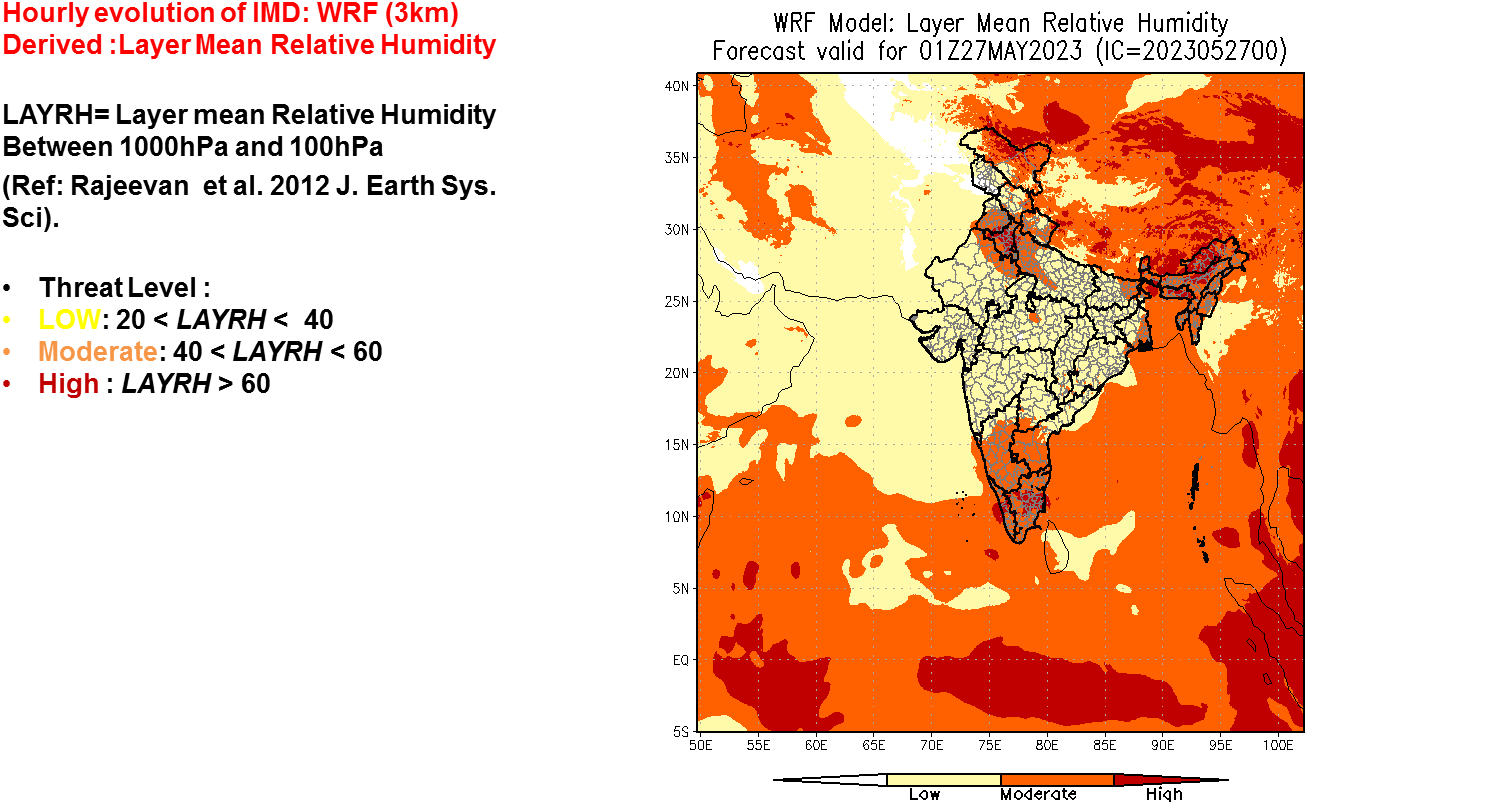 Hourly evolution of IMD: WRF (3km)
Derived :Layer Mean Relative Humidity
LAYRH= Layer mean Relative Humidity
Between 1000hPa and 100hPa
(Ref: Rajeevan et al. 2012 J. Earth Sys.
Sci).
• Threat Level :
• LOW: 20 < LAYRH < 40
• Moderate: 40 < LAYRH < 60
• High : LAYRH > 60
WRF Model: Layer Mean Relative Humidity
Forecast valid for 01Z27MAY2023 (IC=2023052700)
40N
35N
30N
25N
20N
15N
10N
5N
EQ
5S
50E 55E 60E 65E 70E 75E 80E 85E 90E 95E 100E
Low Moderate High